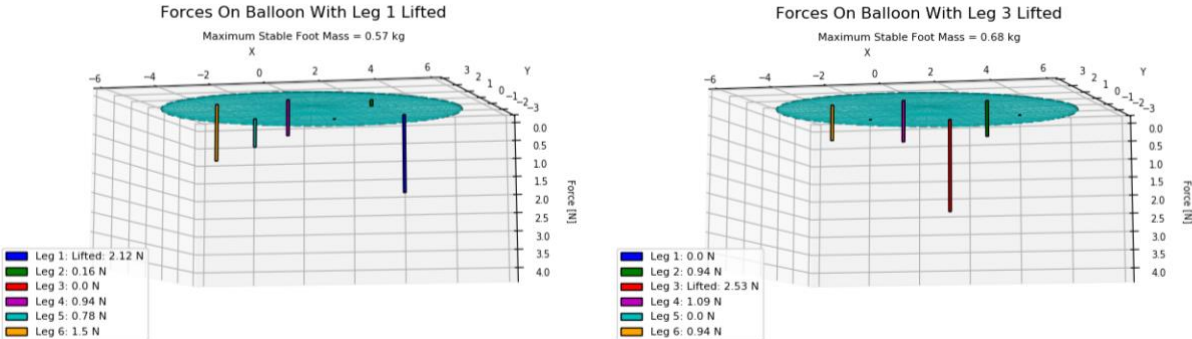 Forces On Balloon With Leg 1 Lifted
Maximum Stable Foot Mass = 0.57 kg
X
-6 -4 -2 0 2 4 6
3 2 1 0 -1 -2 -3
Y
0.0
0.5
1.0
1.5
2.0
2.5
3.0
3.5
4.0
Force [N]
Leg 1: Lifted: 2.12 N
Leg 2: 0.16 N
Leg 3: 0.0 N
Leg 4: 0.94 N
Leg 5: 0.78 N
Leg 6: 1.5 N
Forces On Balloon With Leg 3 Lifted
Maximum Stable Foot Mass = 0.68 kg
X
-6 -4 -2 0 2 4 6
3 2 1 0 -1 -2 -3
Y
0.0
0.5
1.0
1.5
2.0
2.5
3.0
3.5
4.0
Force [N]
Leg 1: 0.0 N
Leg 2: 0.94 N
Leg 3: Lifted: 2.53 N
Leg 4: 1.09 N
Leg 5: 0.0 N
Leg 6: 0.94 N